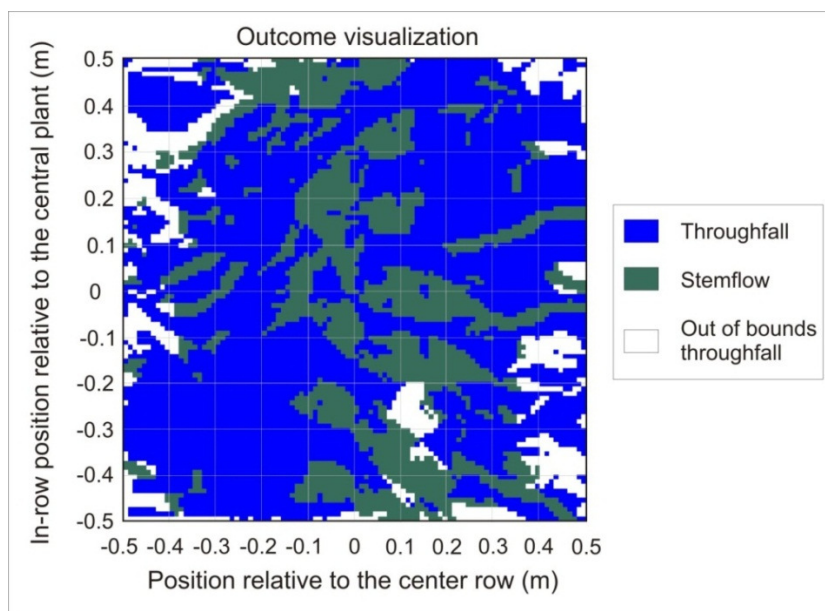 Outcome visualization
In-row position relative to the central plant (m)
0.5
0.4
0.3
0.2
0.1
0
-0.1
-0.2
-0.3
-0.4
-0.5
-0.5 -0.4 -0.3 -0.2 -0.1 0 0.1 0.2 0.3 0.4 0.5
Position relative to the center row (m)
Throughfall
Stemflow
Out of bounds
throughfall